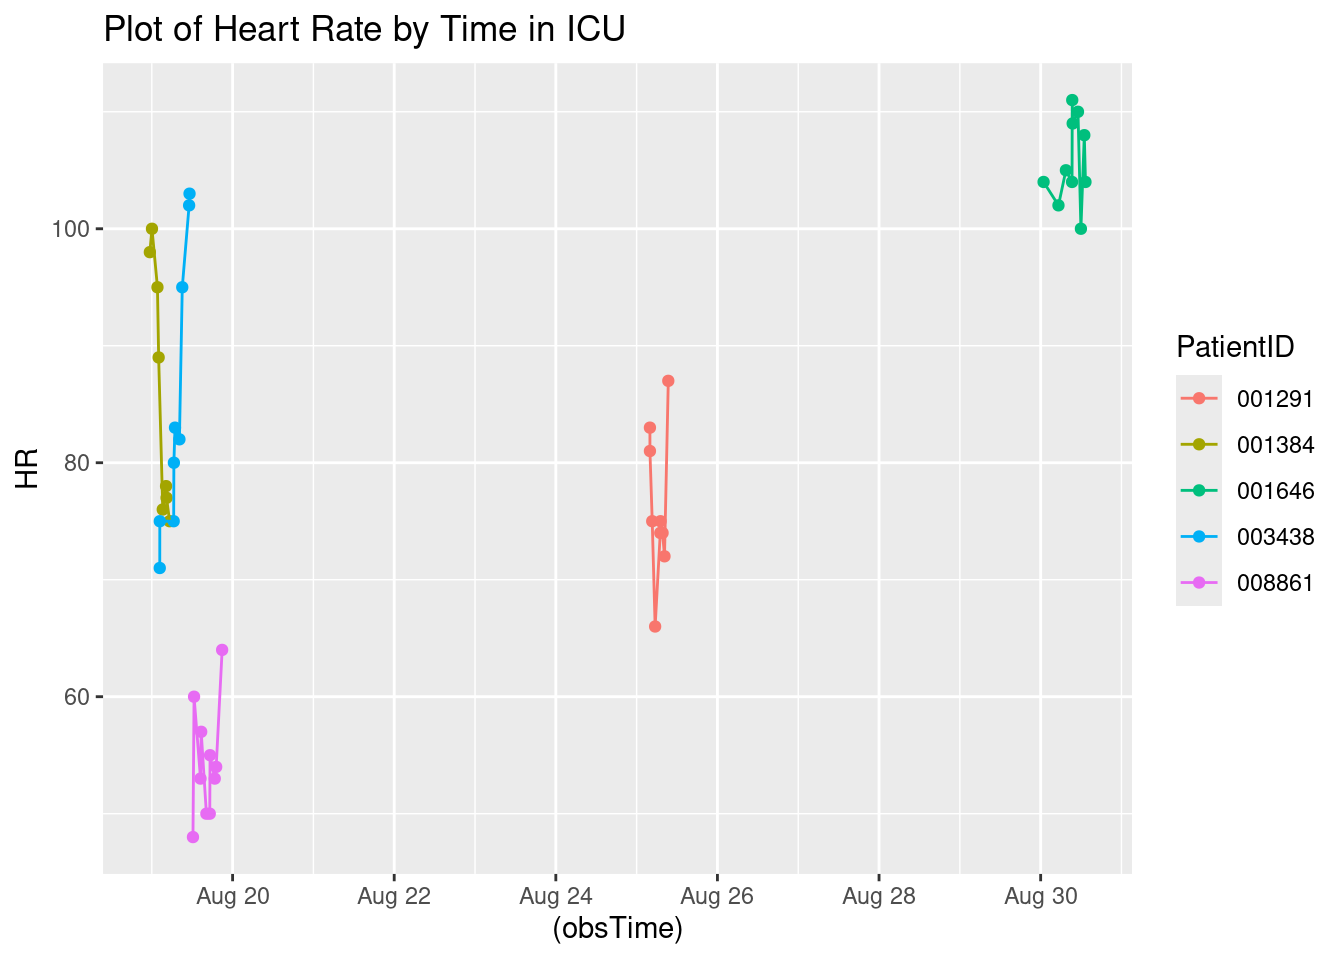 Plot of Heart Rate by Time in ICU
HR
100
80
60
Aug 20 Aug 22 Aug 24 Aug 26 Aug 28 Aug 30
(obsTime)
PatientID
001291
001384
001646
003438
008861